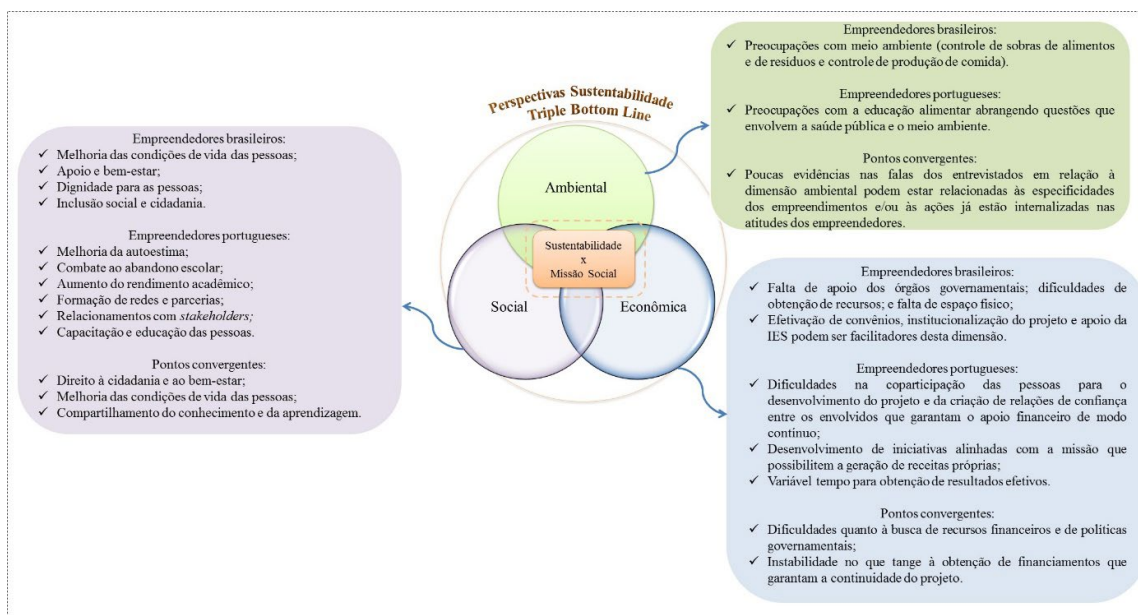 Perspectivas Sustentabilidade
Triple Bottom Line
Ambiental
Sustentabilidade
x
Missão Social
Social
Econômica
Empreendedores brasileiros:
✓ Melhoria das condições de vida das pessoas;
✓ Apoio e bem-estar;
✓ Dignidade para as pessoas;
✓ Inclusão social e cidadania.
Empreendedores portugueses:
✓ Melhoria da autoestima;
✓ Combate ao abandono escolar;
✓ Aumento do rendimento acadêmico;
✓ Formação de redes e parcerias;
✓ Relacionamentos com stakeholders;
✓ Capacitação e educação das pessoas.
Pontos convergentes:
✓ Direito à cidadania e ao bem-estar;
✓ Melhoria das condições de vida das pessoas;
✓ Compartilhamento do conhecimento e da aprendizagem.
Empreendedores brasileiros:
✓ Preocupações com meio ambiente (controle de sobras de alimentos
e de resíduos e controle de produção de comida).
Empreendedores portugueses:
✓ Preocupações com a educação alimentar abrangendo questões que
envolvem a saúde pública e o meio ambiente.
Pontos convergentes:
✓ Poucas evidências nas falas dos entrevistados em relação à
dimensão ambiental podem estar relacionadas às especificidades
dos empreendimentos e/ou às ações já estão internalizadas nas
atitudes dos empreendedores.
Empreendedores brasileiros:
✓ Falta de apoio dos órgãos governamentais; dificuldades de
obtenção de recursos; e falta de espaço físico;
✓ Efetivação de convênios, institucionalização do projeto e apoio da
IES podem ser facilitadores desta dimensão.
Empreendedores portugueses:
✓ Dificuldades na coparticipação das pessoas para o
desenvolvimento do projeto e da criação de relações de confiança
entre os envolvidos que garantam o apoio financeiro de modo
contínuo;
✓ Desenvolvimento de iniciativas alinhadas com a missão que
possibilitem a geração de receitas próprias;
✓ Variável tempo para obtenção de resultados efetivos.
Pontos convergentes:
✓ Dificuldades quanto à busca de recursos financeiros e de políticas
governamentais;
✓ Instabilidade no que tange à obtenção de financiamentos que
garantam a continuidade do projeto.